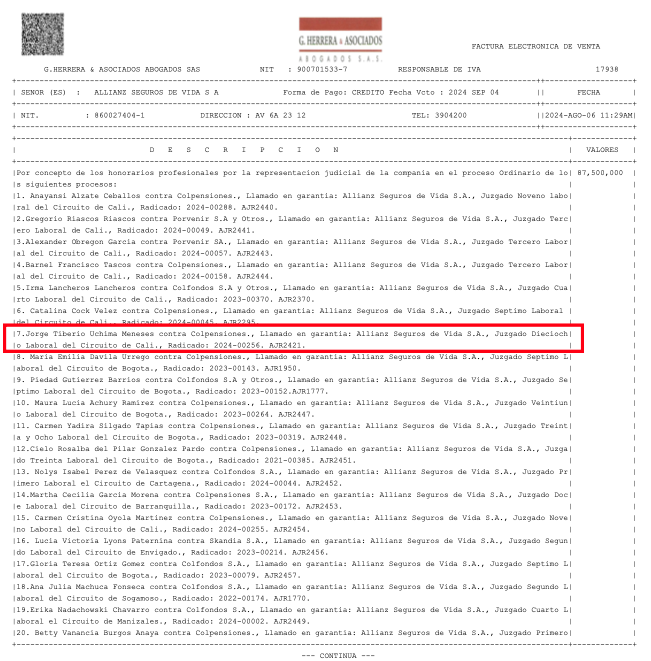 G. HERRERA & ASOCIADOS
ABOGADOS S.A.S.
FACTURA ELECTRONICA DE VENTA
G.HERRERA & ASOCIADOS ABOGADOS SAS NIT : 900701533-7 RESPONSABLE DE IVA 17938
| SENOR (ES) : ALLIANZ SEGUROS DE VIDA S A Forma de Pago: CREDITO Fecha Vcto : 2024 SEP 04 || FECHA |
| NIT. : 860027404-1 DIRECCION : AV 6A 23 12 TEL: 3904200 ||2024-AGO-06 11:29AM|
| D E S C R I P C I O N | VALORES |
|Por concepto de los honorarios profesionales por la representacion judicial de la compania en el proceso Ordinario de lo| 87,500,000 |
|s siguientes procesos: | |
|1. Anayansi Alzate Ceballos contra Colpensiones., Llamado en garantia: Allianz Seguros de Vida S.A., Juzgado Noveno labo| |
|ral del Circuito de Cali., Radicado: 2024-00288. AJR2440. | |
|2.Gregorio Riascos Riascos contra Porvenir S.A y Otros., Llamado en garantia: Allianz Seguros de Vida S.A., Juzgado Terc| |
|ero Laboral de Cali., Radicado: 2024-00049. AJR2441. | |
|3.Alexander Obregon Garcia contra Porvenir SA., Llamado en garantia: Allianz Seguros de Vida S.A., Juzgado Tercero Labor| |
|al del Circuito de Cali., Radicado: 2024-00057. AJR2443. | |
|4.Barnel Francisco Tascos contra Colfondos S.A., Llamado en garantia: Allianz Seguros de Vida S.A., Juzgado Tercero Labor| |
|al del Circuito de Cali., Radicado: 2024-00158. AJR2444. | |
|5.Irma Lancheros Lancheros contra Colfondos S.A y Otros., Llamado en garantia: Allianz Seguros de Vida S.A., Juzgado Cua| |
|rto Laboral del Circuito de Cali., Radicado: 2023-00370. AJR2370. | |
|6. Catalina Cock Velez contra Colpensiones., Llamado en garantia: Allianz Seguros de Vida S.A., Juzgado Septimo Laboral | |
|del Circuito de Cali., Radicado: 2024-00045. AJR2295. | |
|7.Jorge Tiberio Uchima Meneses contra Colpensiones., Llamado en garantia: Allianz Seguros de Vida S.A., Juzgado Diecioch| |
|o Laboral del Circuito de Cali., Radicado: 2024-00256. AJR2421. | |
|8. Maria Emilia Davila Urrego contra Colpensiones., Llamado en garantia: Allianz Seguros de Vida S.A., Juzgado Septimo L| |
|aboral del Circuito de Bogota., Radicado: 2023-00143. AJR1950. | |
|9. Piedad Gutierrez Barrios contra Colfondos S.A y Otros., Llamado en garantia: Allianz Seguros de Vida S.A., Juzgado Se| |
|ptimo Laboral del Circuito de Bogota., Radicado: 2023-00152.AJR1777. | |
|10. Maura Lucia Achury Ramirez contra Colpensiones., Llamado en garantia: Allianz Seguros de Vida S.A., Juzgado Veintiun| |
|o Laboral del Circuito de Bogota., Radicado: 2023-00264. AJR2447. | |
|11. Carmen Yadira Silgado Tapias contra Colpensiones., Llamado en garantia: Allianz Seguros de Vida S.A., Juzgado Treint| |
|a y Ocho Laboral del Circuito de Bogota., Radicado: 2023-00319. AJR2448. | |
|12.Cielo Rosalba del Pilar Gonzalez Pardo contra Colpensiones., Llamado en garantia: Allianz Seguros de Vida S.A., Juzga| |
|do Treinta Laboral del Circuito de Bogota., Radicado: 2021-00385. AJR2451. | |
|13. Nolys Isabel Perez de Velasquez contra Colfondos S.A., Llamado en garantia: Allianz Seguros de Vida S.A., Juzgado Pr| |
|imero Laboral el Circuito de Cartagena., Radicado: 2024-00044. AJR2452. | |
|14.Martha Cecilia Garcia Morena contra Colpensiones S.A., Llamado en garantia: Allianz Seguros de Vida S.A., Juzgado Doc| |
|e Laboral del Circuito de Barranquilla., Radicado: 2023-00172. AJR2453. | |
|15. Carmen Cristina Oyola Martinez contra Colfondos S.A., Llamado en garantia: Allianz Seguros de Vida S.A., Juzgado Nove| |
|no Laboral del Circuito de Cali., Radicado: 2024-00255. AJR2454. | |
|16. Lucia Victoria Lyons Paternina contra Skandia S.A., Llamado en garantia: Allianz Seguros de Vida S.A., Juzgado Segun| |
|do Laboral del Circuito de Envigado., Radicado: 2023-00214. AJR2456. | |
|17.Gloria Teresa Ortiz Gomez contra Colfondos S.A., Llamado en garantia: Allianz Seguros de Vida S.A., Juzgado Septimo L| |
|aboral del Circuito de Bogota., Radicado: 2023-00079. AJR2457. | |
|18.Ana Julia Machuca Fonseca contra Colfondos S.A., Llamado en garantia: Allianz Seguros de Vida S.A., Juzgado Segundo L| |
|aboral del Circuito de Sogamoso., Radicado: 2022-00174. AJR1770. | |
|19.Erika Nadachowski Chavarro contra Colfondos S.A., Llamado en garantia: Allianz Seguros de Vida S.A., Juzgado Cuarto L| |
|aboral el Circuito de Manizales., Radicado: 2024-00002. AJR2449. | |
|20. Betty Vanancia Burgos Anaya contra Colpensiones., Llamado en garantia: Allianz Seguros de Vida S.A., Juzgado Primero| |
--- CONTINUA ---